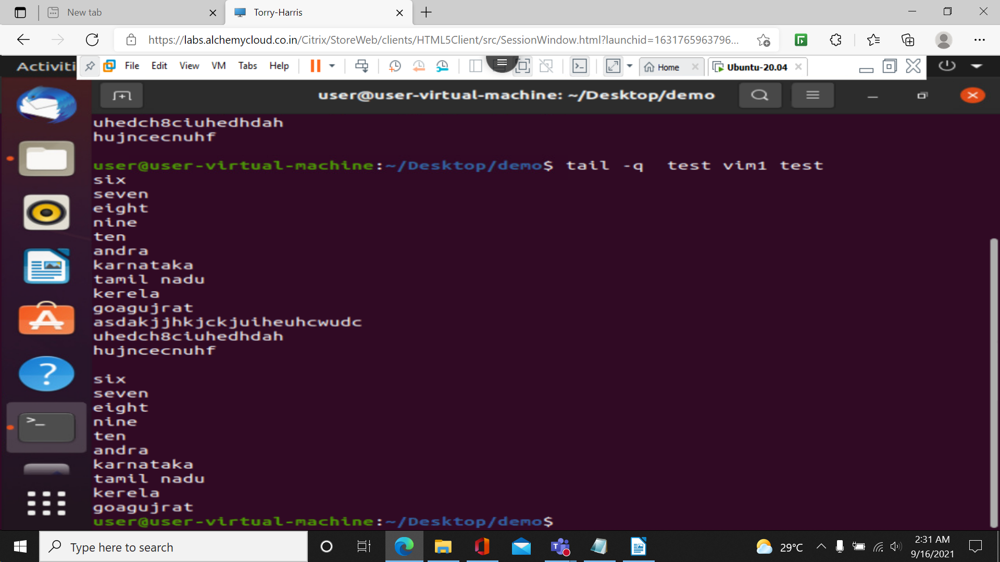 New tab
Torry-Harris
https://labs.alchemycloud.co.in/Citrix/StoreWeb/clients/HTML5Client/src/SessionWindow.html?launchid=1631765963796...
Activiti
File Edit View VM Tabs Help
Home
Ubuntu-20.04
user@user-virtual-machine: ~/Desktop/demo
uhedch8ciuhedhdah
hujncecnuhf
user@user-virtual-machine:~/Desktop/demo$ tail -q  test vim1 test
six
seven
eight
nine
ten
andra
karnataka
tamil nadu
kerela
goagujrat
asdakjjhkjckjuiheuhcwudc
uhedch8ciuhedhdah
hujncecnuhf
six
seven
eight
nine
ten
andra
karnataka
tamil nadu
kerela
goagujrat
user@user-virtual-machine:~/Desktop/demo$
Type here to search
29°C
2:31 AM
9/16/2021